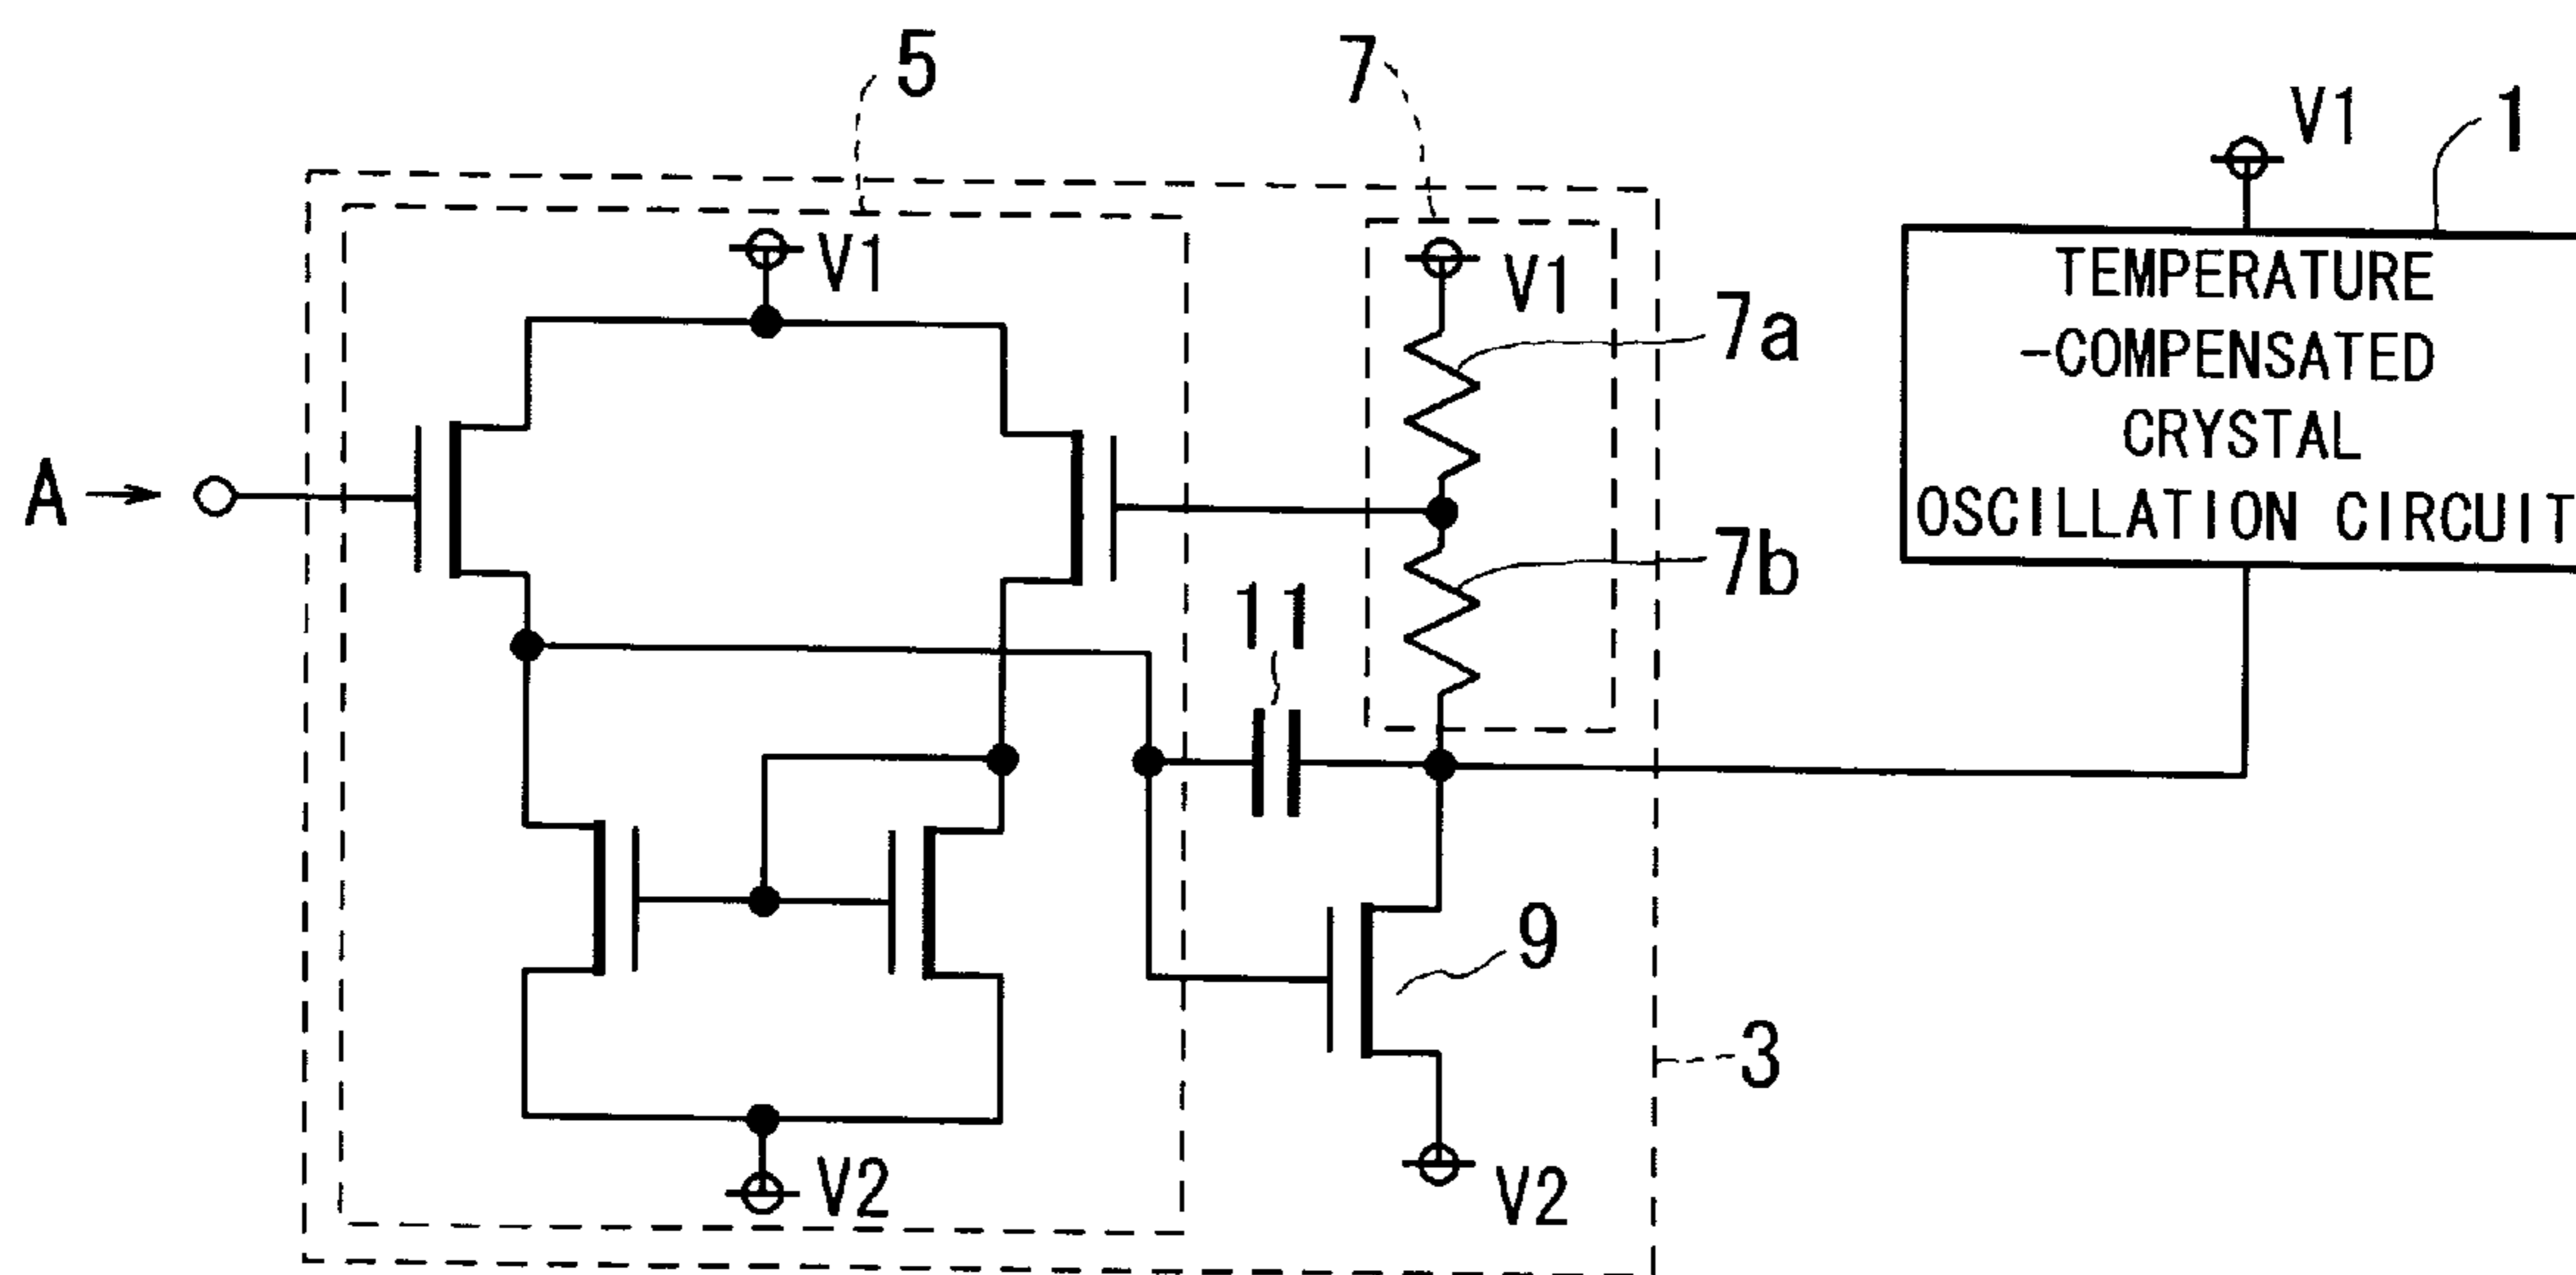 5
7
V1
1
V1
V1
7a
TEMPERATURE
-COMPENSATED
CRYSTAL
OSCILLATION CIRCUIT
A
7b
11
9
3
V2
V2